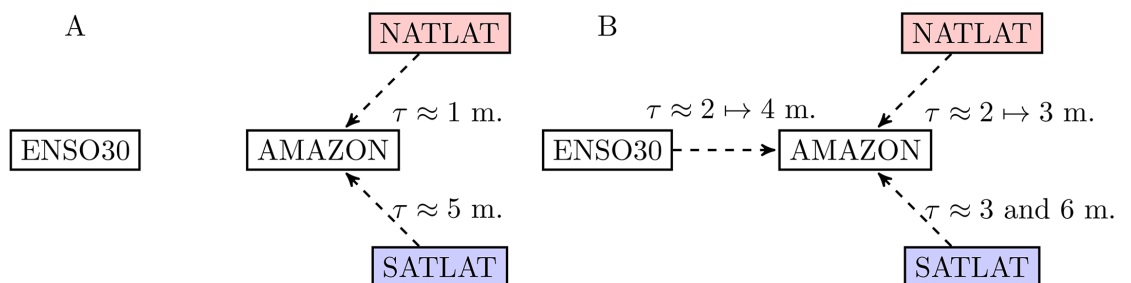 A
NATLAT
τ ≈ 1 m.
ENSO30
AMAZON
τ ≈ 5 m.
SATLAT
B
NATLAT
τ ≈ 2 ↦ 4 m.
τ ≈ 2 ↦ 3 m.
ENSO30
AMAZON
τ ≈ 3 and 6 m.
SATLAT